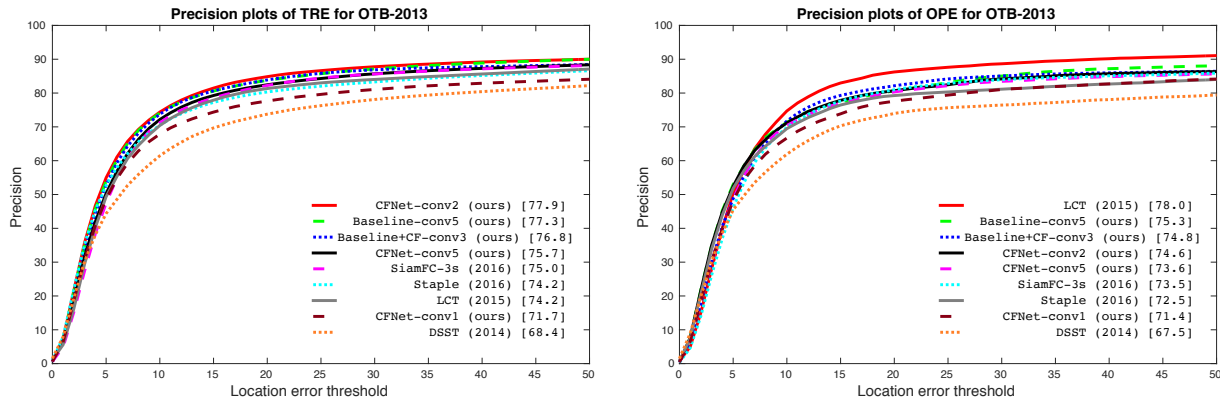 Precision plots of TRE for OTB-2013
100
90
80
70
60
50
40
30
20
10
0
Precision
CFNet-conv2 (ours) [77.9]
Baseline-conv5 (ours) [77.3]
Baseline+CF-conv3 (ours) [76.8]
CFNet-conv5 (ours) [75.7]
SiamFC-3s (2016) [75.0]
Staple (2016) [74.2]
LCT (2015) [74.2]
CFNet-conv1 (ours) [71.7]
DSST (2014) [68.4]
0 5 10 15 20 25 30 35 40 45 50
Location error threshold
Precision plots of OPE for OTB-2013
100
90
80
70
60
50
40
30
20
10
0
Precision
LCT (2015) [78.0]
Baseline-conv5 (ours) [75.3]
Baseline+CF-conv3 (ours) [74.8]
CFNet-conv2 (ours) [74.6]
CFNet-conv5 (ours) [73.6]
SiamFC-3s (2016) [73.5]
Staple (2016) [72.5]
CFNet-conv1 (ours) [71.4]
DSST (2014) [67.5]
0 5 10 15 20 25 30 35 40 45 50
Location error threshold